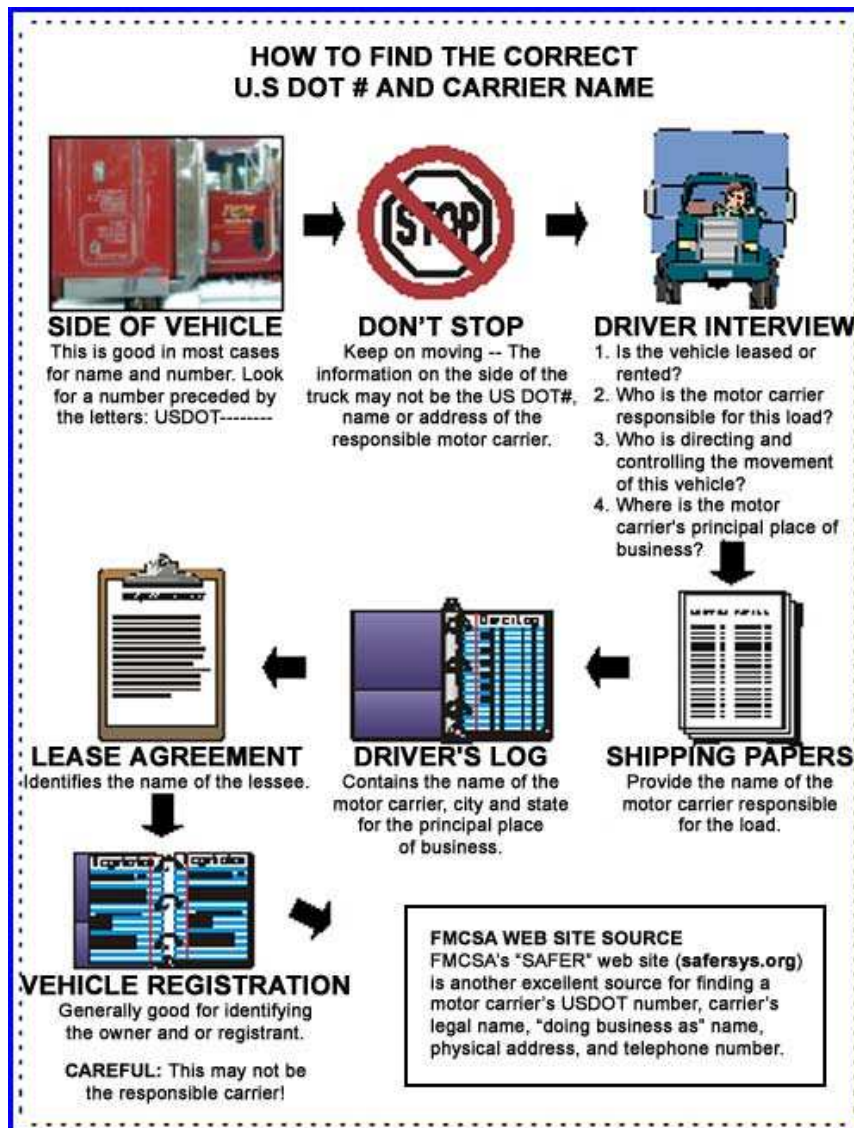 HOW TO FIND THE CORRECT
U.S DOT # AND CARRIER NAME
SIDE OF VEHICLE
This is good in most cases
for name and number. Look
for a number preceded by
the letters: USDOT--------
STOP
DON'T STOP
Keep on moving -- The
information on the side of the
truck may not be the US DOT#,
name or address of the
responsible motor carrier.
DRIVER INTERVIEW
1. Is the vehicle leased or
rented?
2. Who is the motor carrier
responsible for this load?
3. Who is directing and
controlling the movement
of this vehicle?
4. Where is the motor
carrier's principal place of
business?
SHIPPING PAPERS
Provide the name of the
motor carrier responsible
for the load.
DRIVER'S LOG
Contains the name of the
motor carrier, city and state
for the principal place
of business.
LEASE AGREEMENT
Identifies the name of the lessee.
VEHICLE REGISTRATION
Generally good for identifying
the owner and or registrant.
CAREFUL: This may not be
the responsible carrier!
FMCSA WEB SITE SOURCE
FMCSA's “SAFER” web site (safersys.org)
is another excellent source for finding a
motor carrier's USDOT number, carrier's
legal name, “doing business as” name,
physical address, and telephone number.